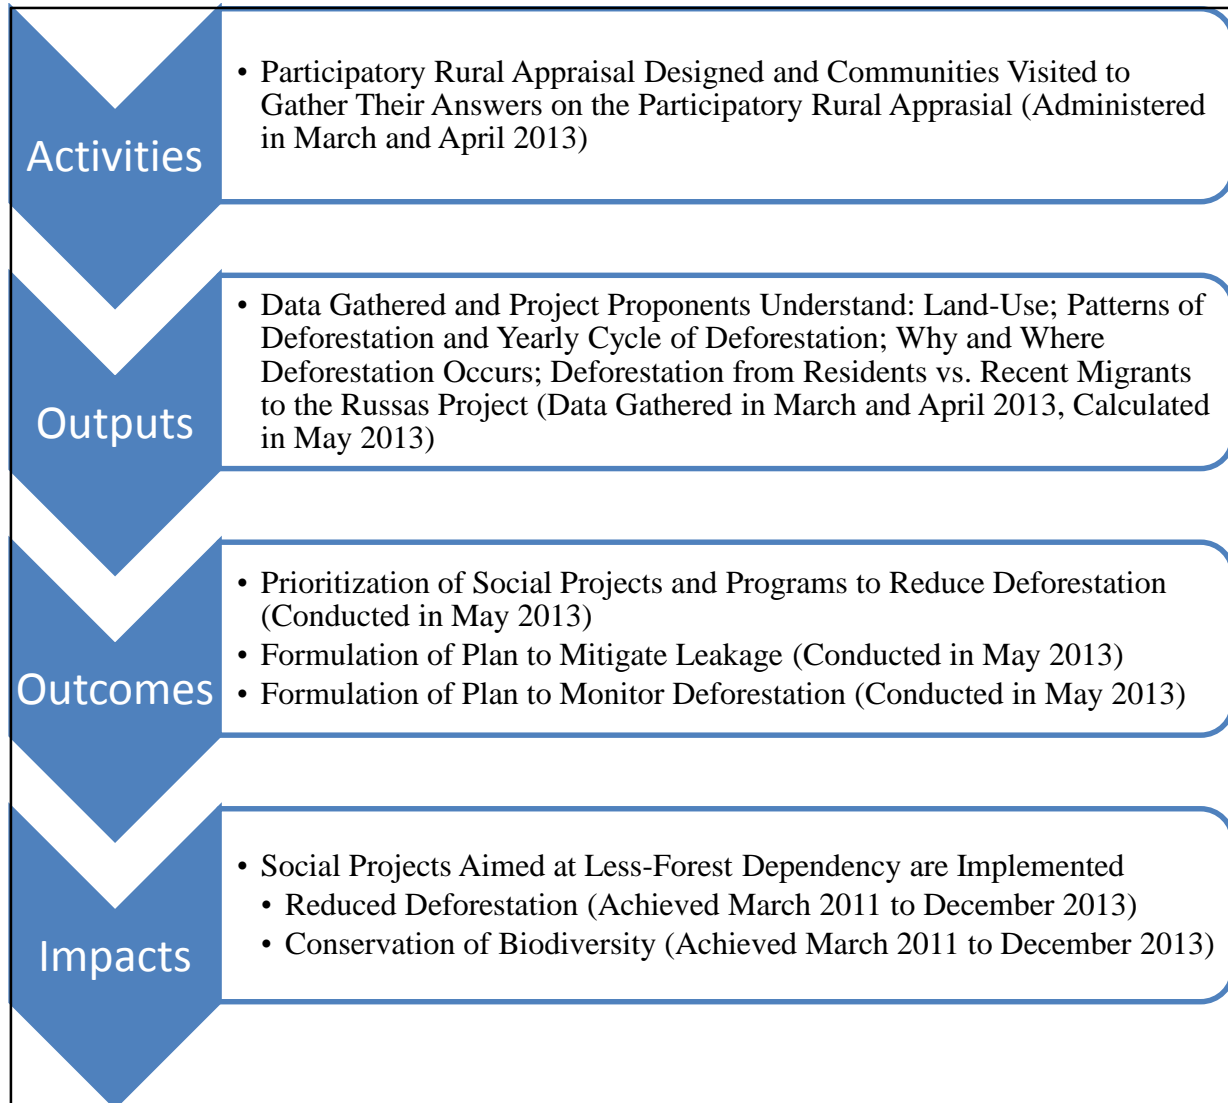 Activities
• Participatory Rural Appraisal Designed and Communities Visited to
Gather Their Answers on the Participatory Rural Apprasial (Administered
in March and April 2013)
Outputs
• Data Gathered and Project Proponents Understand: Land-Use; Patterns of
Deforestation and Yearly Cycle of Deforestation; Why and Where
Deforestation Occurs; Deforestation from Residents vs. Recent Migrants
to the Russas Project (Data Gathered in March and April 2013, Calculated
in May 2013)
Outcomes
• Prioritization of Social Projects and Programs to Reduce Deforestation
(Conducted in May 2013)
• Formulation of Plan to Mitigate Leakage (Conducted in May 2013)
• Formulation of Plan to Monitor Deforestation (Conducted in May 2013)
Impacts
• Social Projects Aimed at Less-Forest Dependency are Implemented
• Reduced Deforestation (Achieved March 2011 to December 2013)
• Conservation of Biodiversity (Achieved March 2011 to December 2013)